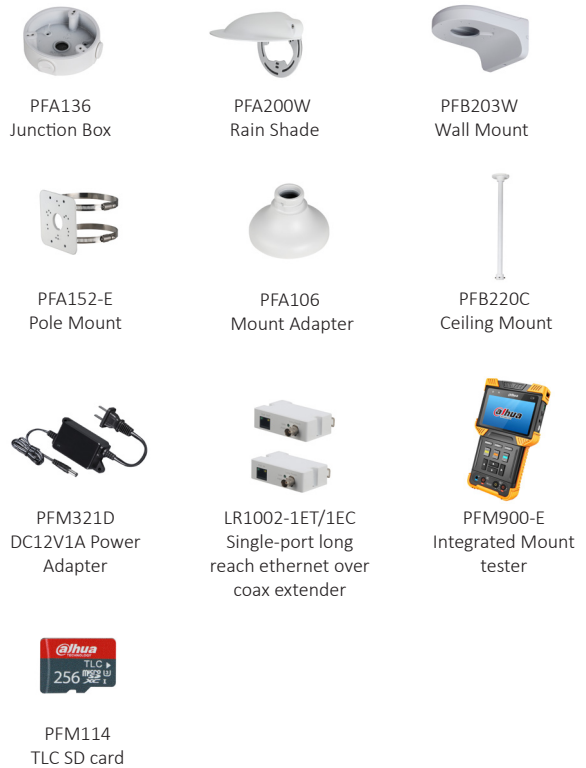 PFA136
Junction Box
PFA200W
Rain Shade
PFB203W
Wall Mount
PFA152-E
Pole Mount
PFA106
Mount Adapter
PFB220C
Ceiling Mount
alhua
PFM321D
DC12V1A Power
Adapter
LR1002-1ET/1EC
Single-port long
reach ethernet over
coax extender
PFM900-E
Integrated Mount
tester
alhua
TECHNOLOGY
TLC
256
PFM114
TLC SD card